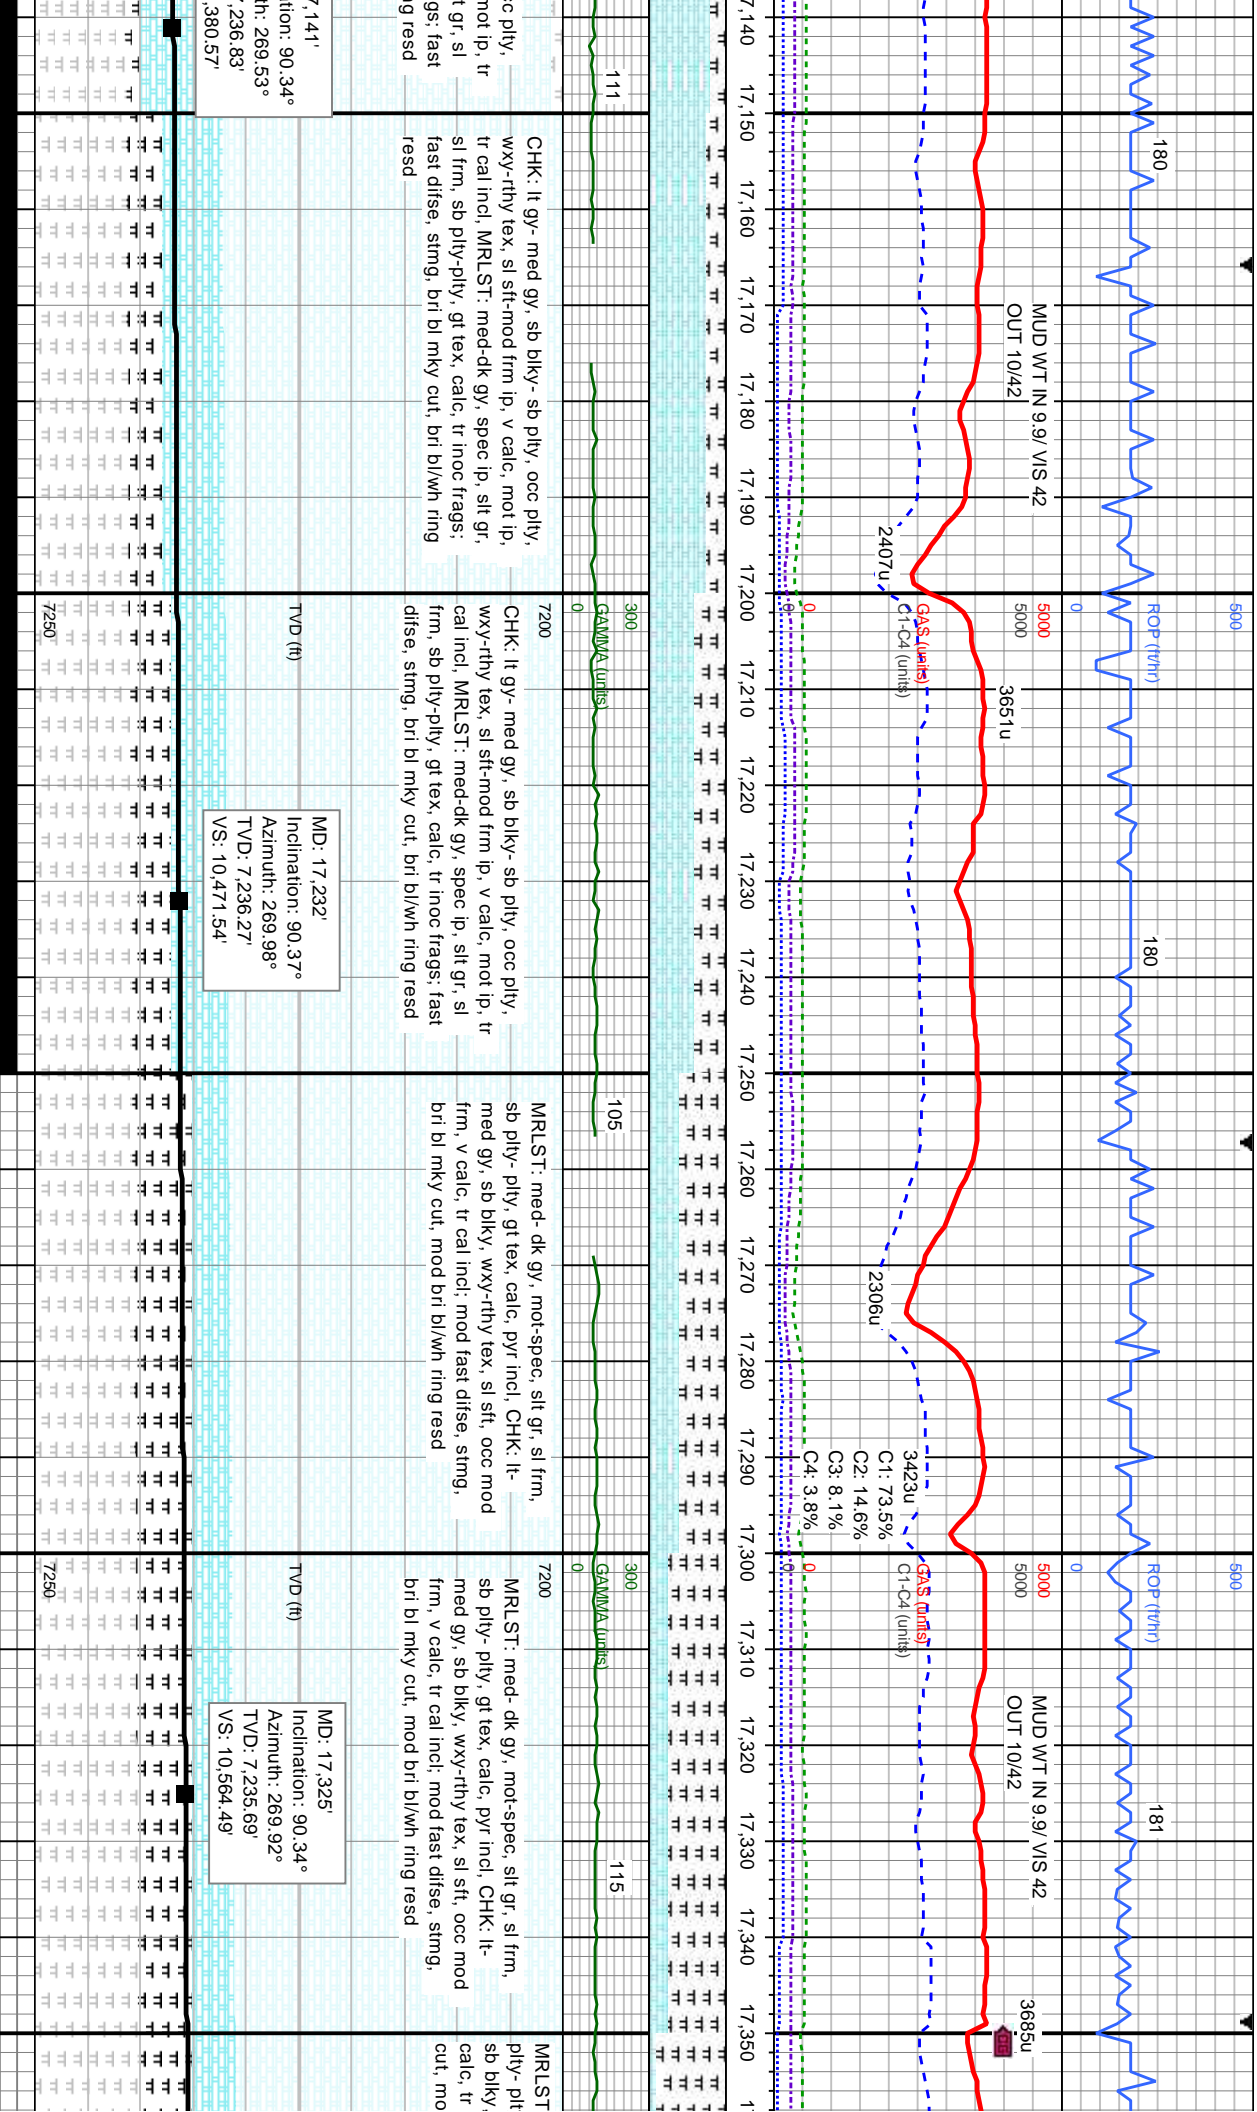 17,140
17,150
17,160
17,170
17,180
17,190
17,200
17,210
17,220
17,230
17,240
17,250
17,260
17,270
17,280
17,290
17,300
17,310
17,320
17,330
17,340
17,350
180
180
181
500
ROP (ft/hr)
0
500
ROP (ft/hr)
0
MUD WT IN 9.9/ VIS 42
OUT 10/42
MUD WT IN 9.9/ VIS 42
OUT 10/42
5000
5000
GAS (units)
C1-C4 (units)
0
0
5000
5000
GAS (units)
C1-C4 (units)
0
0
2407u
3651u
2306u
3423u
C1: 73.5%
C2: 14.6%
C3: 8.1%
C4: 3.8%
3685u
111
105
115
300
GAMMA (units)
0
300
GAMMA (units)
0
cc plty,
mot ip, tr
t gr, sl
gs; fast
ng resd
CHK: lt gy- med gy, sb blky- sb plty, occ plty,
wxy-rthy tex, sl sft-mod frm ip, v calc, mot ip,
tr cal incl, MRLST: med-dk gy, spec ip, slt gr,
sl frm, sb plty-plty, gt tex, calc, tr inoc frags;
fast difse, stmg, bri bl mky cut, bri bl/wh ring
resd
CHK: lt gy- med gy, sb blky- sb plty, occ plty,
wxy-rthy tex, sl sft-mod frm ip, v calc, mot ip, tr
cal incl, MRLST: med-dk gy, spec ip, slt gr, sl
frm, sb plty-plty, gt tex, calc, tr inoc frags; fast
difse, stmg, bri bl mky cut, bri bl/wh ring resd
MRLST: med- dk gy, mot-spec, slt gr, sl frm,
sb plty- plty, gt tex, calc, pyr incl, CHK: lt-
med gy, sb blky, wxy-rthy tex, sl sft, occ mod
frm, v calc, tr cal incl; mod fast difse, stmg,
bri bl mky cut, mod bri bl/wh ring resd
MRLST: med- dk gy, mot-spec, slt gr, sl frm,
sb plty- plty, gt tex, calc, pyr incl, CHK: lt-
med gy, sb blky, wxy-rthy tex, sl sft, occ mod
frm, v calc, tr cal incl; mod fast difse, stmg,
bri bl mky cut, mod bri bl/wh ring resd
MRLST
plty- plt
sb blky,
calc, tr
cut, mo
7200
TVD (ft)
7250
7200
TVD (ft)
7250
7,141'
ation: 90.34°
th: 269.53°
7,236.83'
,380.57'
MD: 17,232'
Inclination: 90.37°
Azimuth: 269.98°
TVD: 7,236.27'
VS: 10,471.54'
MD: 17,325'
Inclination: 90.34°
Azimuth: 269.92°
TVD: 7,235.69'
VS: 10,564.49'